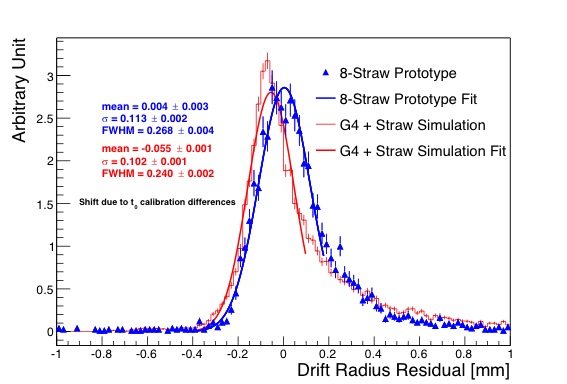 Arbitrary Unit
3
2.5
2
1.5
1
0.5
0
8-Straw Prototype
8-Straw Prototype Fit
G4 + Straw Simulation
G4 + Straw Simulation Fit
mean = 0.004 ± 0.003
σ = 0.113 ± 0.002
FWHM = 0.268 ± 0.004
mean = -0.055 ± 0.001
σ = 0.102 ± 0.001
FWHM = 0.240 ± 0.002
Shift due to t0 calibration differences
-1 -0.8 -0.6 -0.4 -0.2 0 0.2 0.4 0.6 0.8 1
Drift Radius Residual [mm]